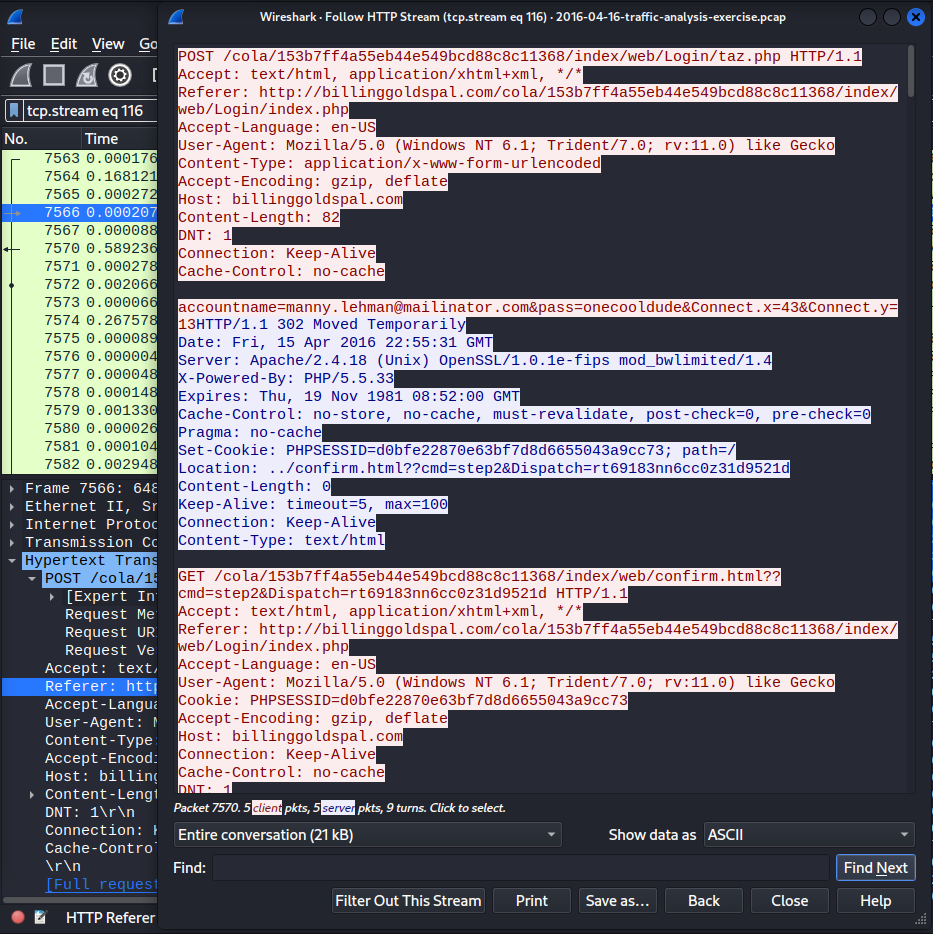 Wireshark · Follow HTTP Stream (tcp.stream eq 116) · 2016-04-16-traffic-analysis-exercise.pcap
File Edit View Go
tcp.stream eq 116
No. Time
7563 0.000176
7564 0.168121
7565 0.000272
7566 0.000207
7567 0.000088
7570 0.589236
7571 0.000278
7572 0.002066
7573 0.000066
7574 0.267578
7575 0.000089
7576 0.000004
7577 0.000048
7578 0.000148
7579 0.001330
7580 0.000026
7581 0.000104
7582 0.002948
Frame 7566: 648
Ethernet II, Sr
Internet Protoc
Transmission Co
Hypertext Trans
POST /cola/15
[Expert In
Request Me
Request UR
Request Ve
Accept: text/
Referer: http
Accept-Langua
User-Agent: M
Content-Type:
Accept-Encodi
Host: billing
Content-Lengt
DNT: 1\r\n
Connection: K
Cache-Contro
\r\n
[Full request
HTTP Referer
POST /cola/153b7ff4a55eb44e549bcd88c8c11368/index/web/Login/taz.php HTTP/1.1
Accept: text/html, application/xhtml+xml, */*
Referer: http://billinggoldspal.com/cola/153b7ff4a55eb44e549bcd88c8c11368/index/
web/Login/index.php
Accept-Language: en-US
User-Agent: Mozilla/5.0 (Windows NT 6.1; Trident/7.0; rv:11.0) like Gecko
Content-Type: application/x-www-form-urlencoded
Accept-Encoding: gzip, deflate
Host: billinggoldspal.com
Content-Length: 82
DNT: 1
Connection: Keep-Alive
Cache-Control: no-cache
accountname=manny.lehman@mailinator.com&pass=onecooldude&Connect.x=43&Connect.y=
13HTTP/1.1 302 Moved Temporarily
Date: Fri, 15 Apr 2016 22:55:31 GMT
Server: Apache/2.4.18 (Unix) OpenSSL/1.0.1e-fips mod_bwlimited/1.4
X-Powered-By: PHP/5.5.33
Expires: Thu, 19 Nov 1981 08:52:00 GMT
Cache-Control: no-store, no-cache, must-revalidate, post-check=0, pre-check=0
Pragma: no-cache
Set-Cookie: PHPSESSID=d0bfe22870e63bf7d8d6655043a9cc73; path=/
Location: ../confirm.html??cmd=step2&Dispatch=rt69183nn6cc0z31d9521d
Content-Length: 0
Keep-Alive: timeout=5, max=100
Connection: Keep-Alive
Content-Type: text/html
GET /cola/153b7ff4a55eb44e549bcd88c8c11368/index/web/confirm.html??
cmd=step2&Dispatch=rt69183nn6cc0z31d9521d HTTP/1.1
Accept: text/html, application/xhtml+xml, */*
Referer: http://billinggoldspal.com/cola/153b7ff4a55eb44e549bcd88c8c11368/index/
web/Login/index.php
Accept-Language: en-US
User-Agent: Mozilla/5.0 (Windows NT 6.1; Trident/7.0; rv:11.0) like Gecko
Cookie: PHPSESSID=d0bfe22870e63bf7d8d6655043a9cc73
Accept-Encoding: gzip, deflate
Host: billinggoldspal.com
Connection: Keep-Alive
Cache-Control: no-cache
DNT: 1
Packet 7570. 5 client pkts, 5 server pkts, 9 turns. Click to select.
Entire conversation (21 kB) Show data as ASCII
Find: Find Next
Filter Out This Stream Print Save as… Back Close Help